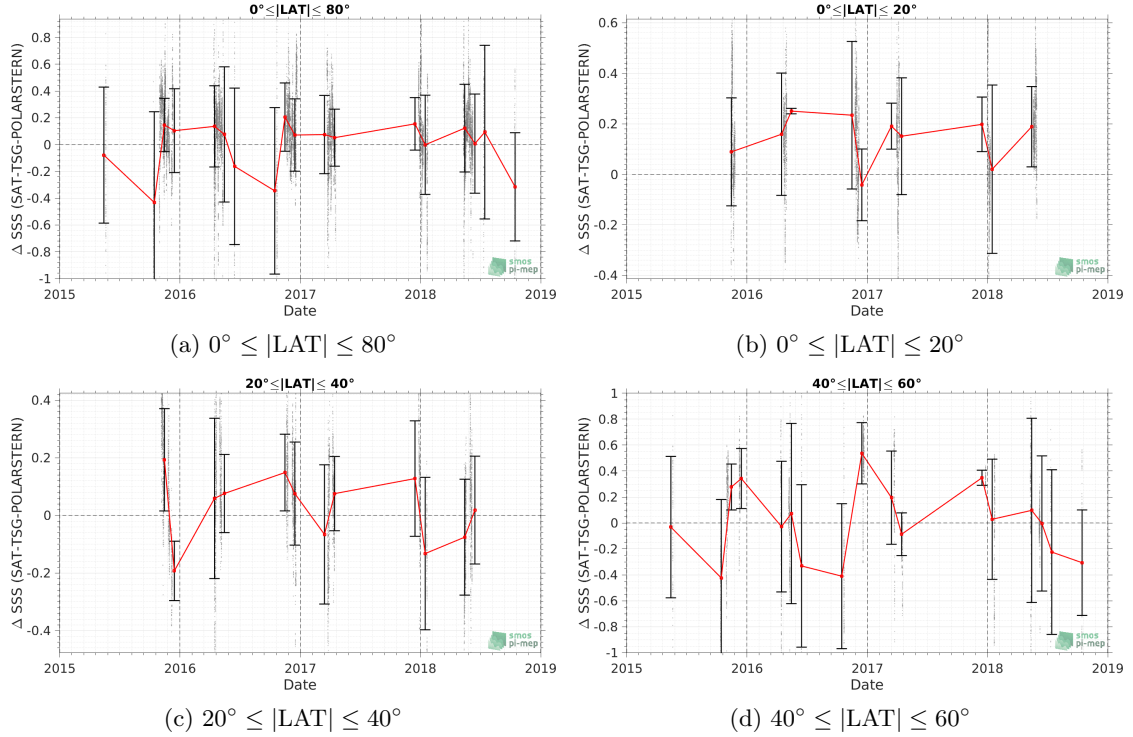 0°≤|LAT|≤ 80°
Δ SSS (SAT-TSG-POLARSTERN)
0.8
0.6
0.4
0.2
0
-0.2
-0.4
-0.6
-0.8
-1
2015
2016
2017
2018
2019
Date
smos
pi-mep
(a) 0° ≤ |LAT| ≤ 80°
0°≤|LAT|≤ 20°
Δ SSS (SAT-TSG-POLARSTERN)
0.6
0.4
0.2
0
-0.2
-0.4
2015
2016
2017
2018
2019
Date
smos
pi-mep
(b) 0° ≤ |LAT| ≤ 20°
20°≤|LAT|≤ 40°
Δ SSS (SAT-TSG-POLARSTERN)
0.4
0.2
0
-0.2
-0.4
2015
2016
2017
2018
2019
Date
smos
pi-mep
(c) 20° ≤ |LAT| ≤ 40°
40°≤|LAT|≤ 60°
Δ SSS (SAT-TSG-POLARSTERN)
1
0.8
0.6
0.4
0.2
0
-0.2
-0.4
-0.6
-0.8
-1
2015
2016
2017
2018
2019
Date
smos
pi-mep
(d) 40° ≤ |LAT| ≤ 60°